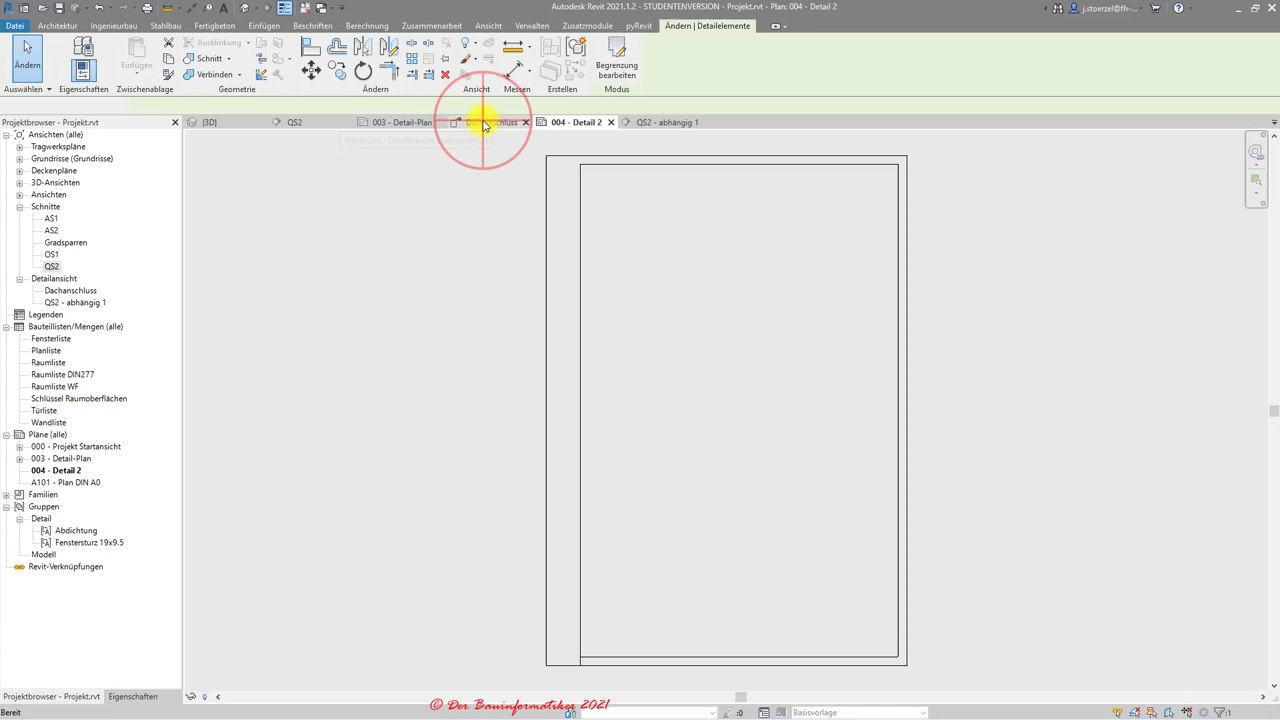 Autodesk Revit 2021.1.2 - STUDENTENVERSION - Projekt.rvt - Plan: 004 - Detail 2
j.stoerzel@fh-...
Datei Architektur Ingenieurbau Stahlbau Fertigbeton Einfügen Beschriften Berechnung Zusammenarbeit Ansicht Verwalten Zusatzmodule pyRevit Ändern | Detailelemente
Ausklinkung
Schnitt
Verbinden
Ändern
Einfügen
Begrenzung
bearbeiten
Auswählen Eigenschaften Zwischenablage Geometrie Ändern Ansicht Messen Erstellen Modus
Projektbrowser - Projekt.rvt
{3D} QS2 003 - Detail-Plan 004 - Detail 2 QS2 - abhängig 1
Ansichten (alle)
Tragwerkspläne
Grundrisse (Grundrisse)
Deckenpläne
3D-Ansichten
Ansichten
Schnitte
AS1
AS2
Gradsparren
OS1
QS2
Detailansicht
Dachanschluss
QS2 - abhängig 1
Legenden
Bauteillisten/Mengen (alle)
Fensterliste
Planliste
Raumliste
Raumliste DIN277
Raumliste WF
Schlüssel Raumoberflächen
Türliste
Wandliste
Pläne (alle)
000 - Projekt Startansicht
003 - Detail-Plan
004 - Detail 2
A101 - Plan DIN A0
Familien
Gruppen
Detail
Abdichtung
Fenstersturz 19x9.5
Modell
Revit-Verknüpfungen
Projektbrowser - Projekt.rvt Eigenschaften
© Der Bauinformatiker 2021
Bereit
:0
Basisvorlage
:1